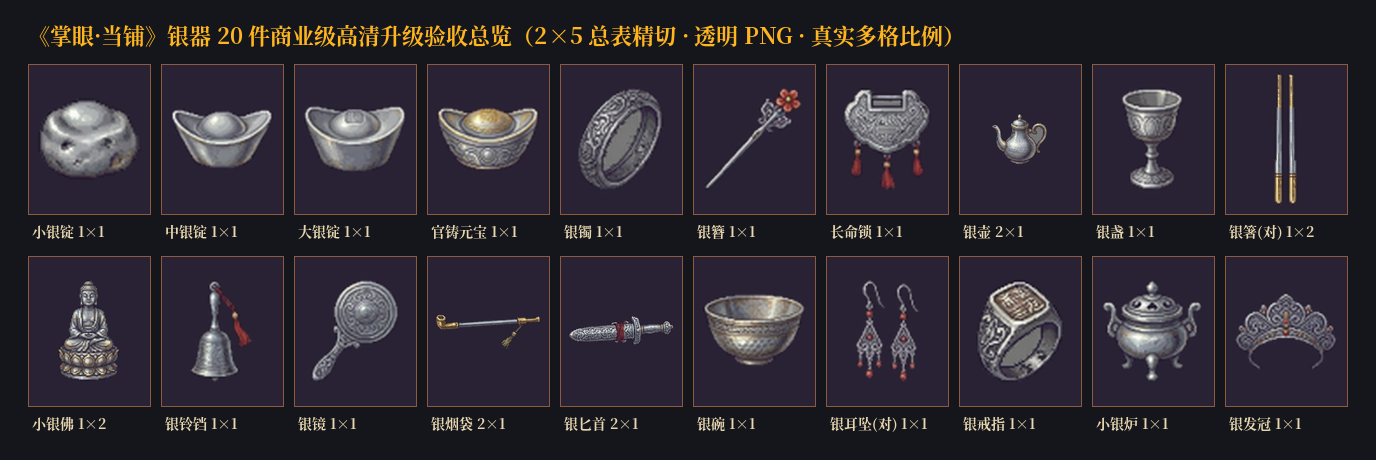 《掌眼·当铺》银器 20 件商业级高清升级验收总览（2×5 总表精切 · 透明 PNG · 真实多格比例）
小银锭 1×1
中银锭 1×1
大银锭 1×1
官铸元宝 1×1
银镯 1×1
银簪 1×1
长命锁 1×1
银壶 2×1
银盏 1×1
银箸(对) 1×2
小银佛 1×2
银铃铛 1×1
银镜 1×1
银烟袋 2×1
银匕首 2×1
银碗 1×1
银耳坠(对) 1×1
银戒指 1×1
小银炉 1×1
银发冠 1×1